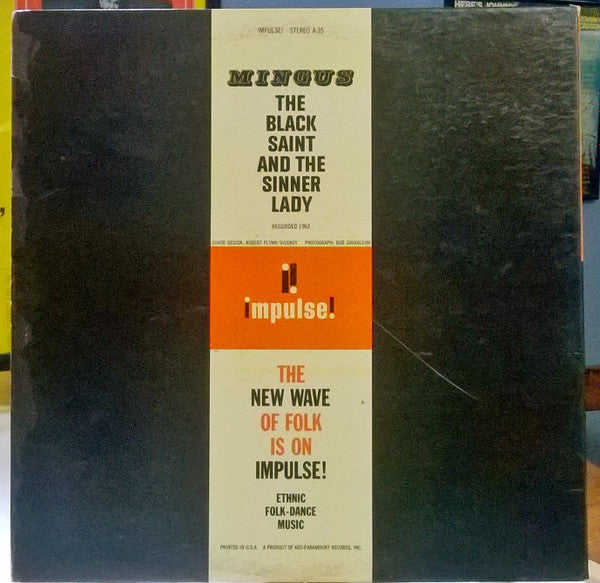 HERE'S JOHNNY
IMPULSE! STEREO A-35
MINGUS
THE
BLACK
SAINT
AND THE
SINNER
LADY
RECORDED 1963
COVER DESIGN: ROBERT FLYNN/VICEROY PHOTOGRAPH: BOB GHIRALDINI
i!
impulse!
THE
NEW WAVE
OF FOLK
IS ON
IMPULSE!
ETHNIC
FOLK-DANCE
MUSIC
PRINTED IN U.S.A. A PRODUCT OF ABC-PARAMOUNT RECORDS, INC.